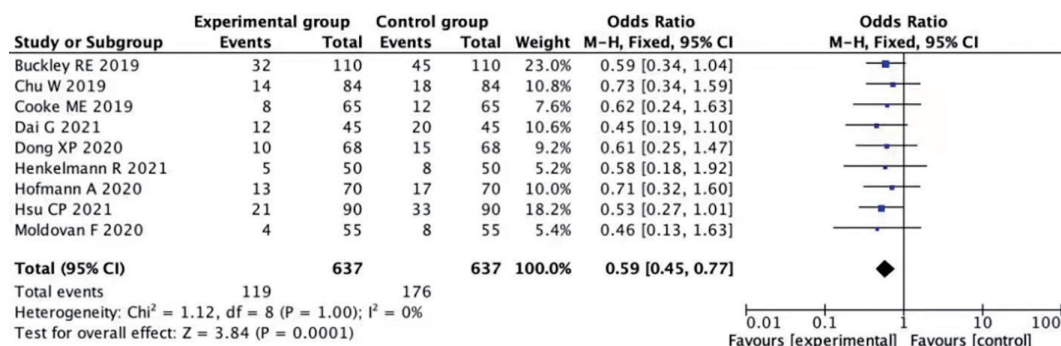 Experimental group Control group Odds Ratio Odds Ratio
Study or Subgroup Events Total Events Total Weight M-H, Fixed, 95% CI M-H, Fixed, 95% CI
Buckley RE 2019 32 110 45 110 23.0% 0.59 [0.34, 1.04]
Chu W 2019 14 84 18 84 10.8% 0.73 [0.34, 1.59]
Cooke ME 2019 8 65 12 65 7.6% 0.62 [0.24, 1.63]
Dai G 2021 12 45 20 45 10.6% 0.45 [0.19, 1.10]
Dong XP 2020 10 68 15 68 9.2% 0.61 [0.25, 1.47]
Henkelmann R 2021 5 50 8 50 5.2% 0.58 [0.18, 1.92]
Hofmann A 2020 13 70 17 70 10.0% 0.71 [0.32, 1.60]
Hsu CP 2021 21 90 33 90 18.2% 0.53 [0.27, 1.01]
Moldovan F 2020 4 55 8 55 5.4% 0.46 [0.13, 1.63]
Total (95% CI) 637 637 100.0% 0.59 [0.45, 0.77]
Total events 119 176
Heterogeneity: Chi² = 1.12, df = 8 (P = 1.00); I² = 0%
Test for overall effect: Z = 3.84 (P = 0.0001)
0.01 0.1 1 10 100
Favours [experimental] Favours [control]